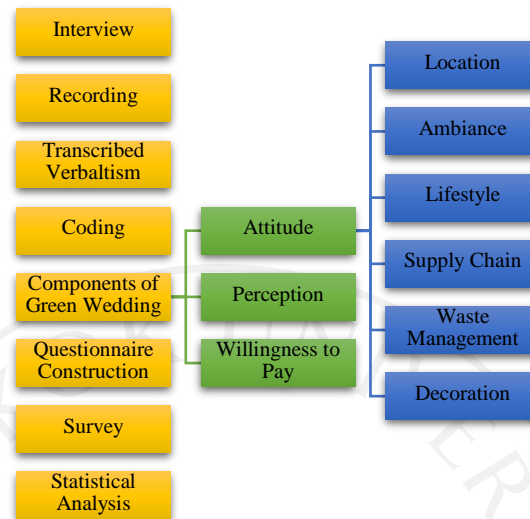 Interview
Recording
Transcribed
Verbaltism
Coding
Components of
Green Wedding
Questionnaire
Construction
Survey
Statistical
Analysis
Attitude
Perception
Willingness to
Pay
Location
Ambiance
Lifestyle
Supply Chain
Waste
Management
Decoration